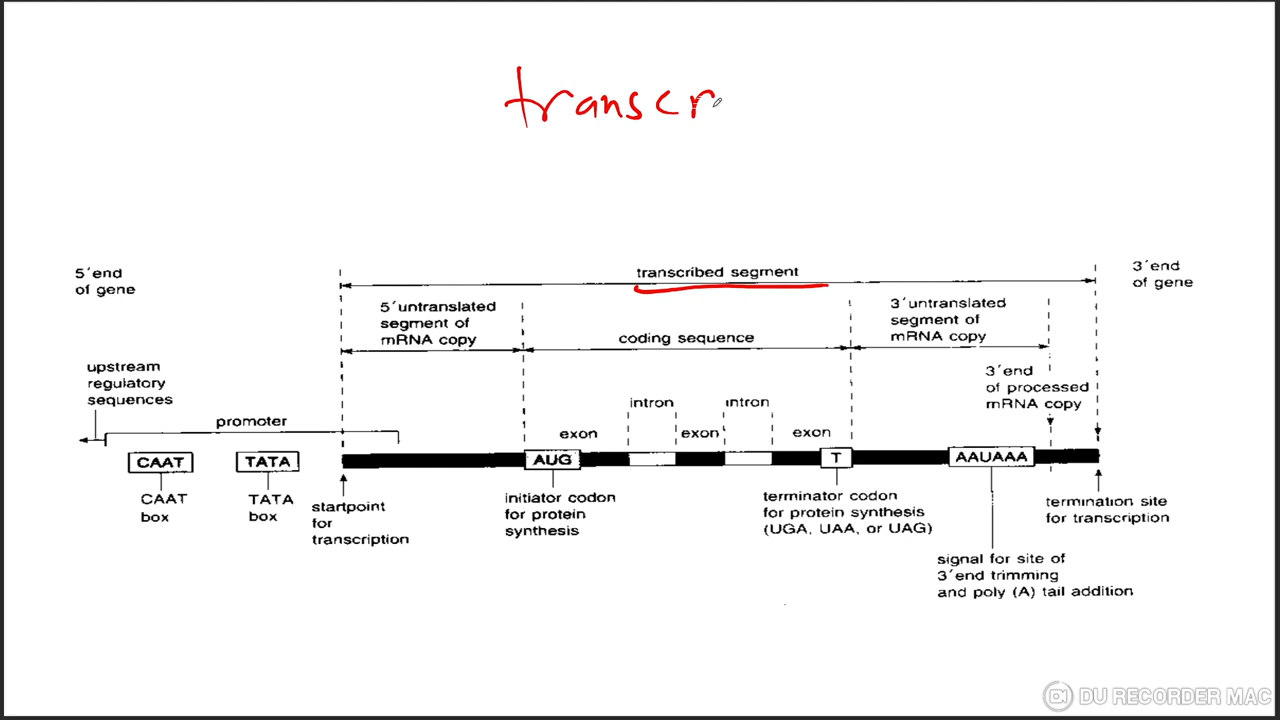 transcr
5′end
of gene
transcribed segment
3′end
of gene
5′untranslated
segment of
mRNA copy
coding sequence
3′untranslated
segment of
mRNA copy
upstream
regulatory
sequences
3′end
of processed
mRNA copy
promoter
intron
intron
exon
exon
exon
CAAT
TATA
AUG
T
AAUAAA
CAAT
box
TATA
box
startpoint
for
transcription
initiator codon
for protein
synthesis
terminator codon
for protein synthesis
(UGA, UAA, or UAG)
termination site
for transcription
signal for site of
3′end trimming
and poly (A) tail addition
DU RECORDER MAC